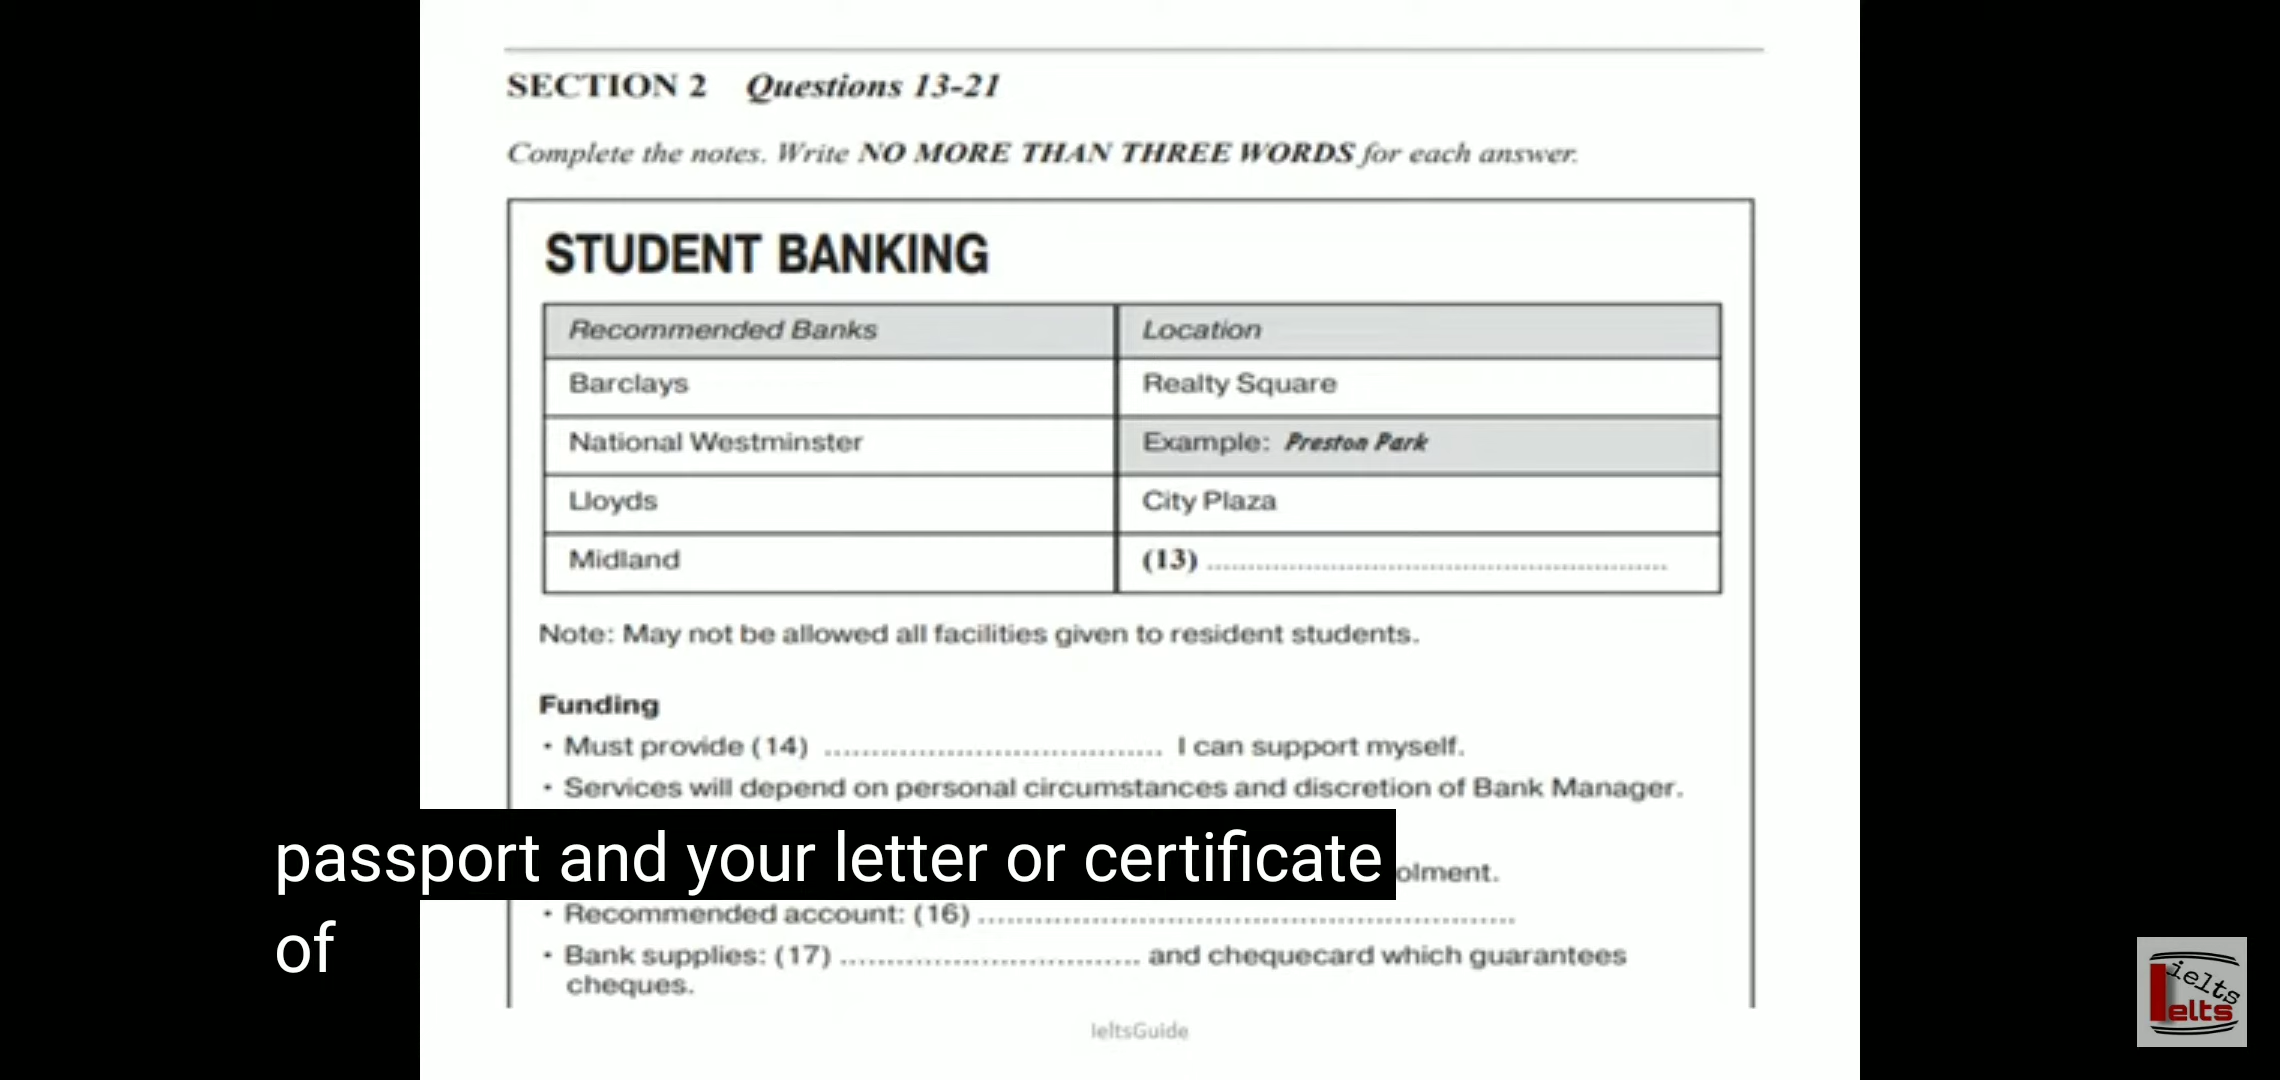 SECTION 2 Questions 13-21
Complete the notes. Write NO MORE THAN THREE WORDS for each answer.
STUDENT BANKING
Recommended Banks Location
Barclays Realty Square
National Westminster Example: Preston Park
Lloyds City Plaza
Midland (13) ........................................................
Note: May not be allowed all facilities given to resident students.
Funding
• Must provide (14) .................................... I can support myself.
• Services will depend on personal circumstances and discretion of Bank Manager.
passport and your letter or certificate
olment.
• Recommended account: (16) .........................................................
of
• Bank supplies: (17) ................................ and chequecard which guarantees
cheques.
IeltsGuide
ielts
Ielts